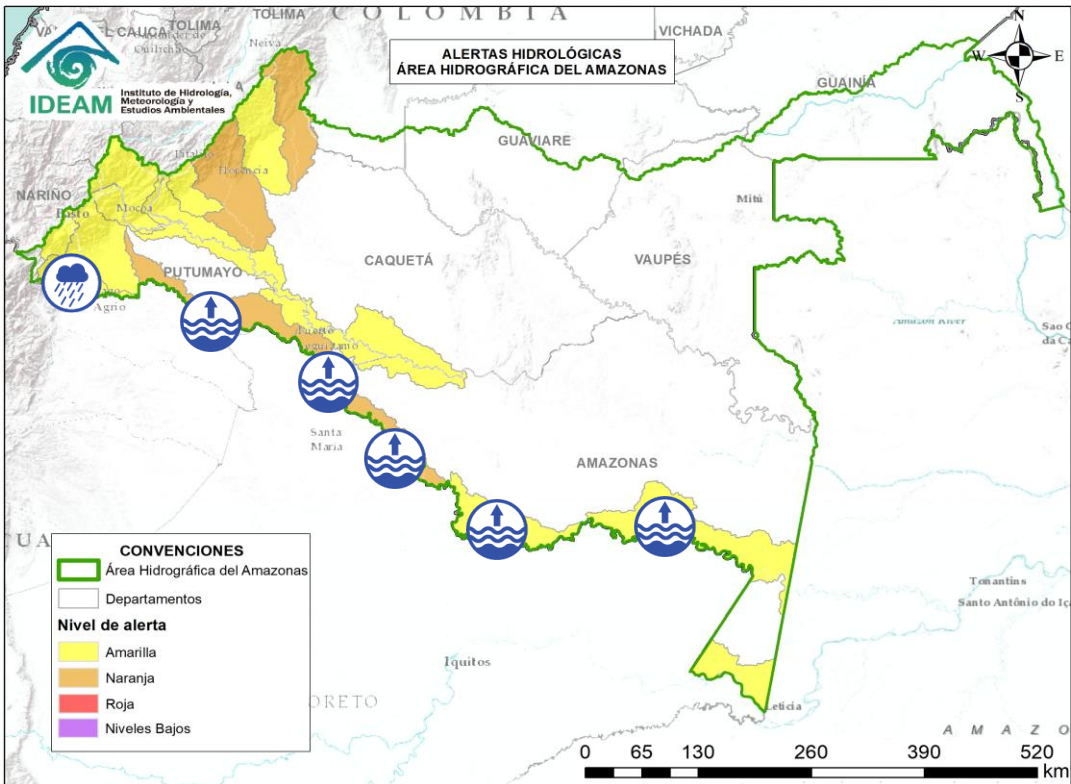 COLOMBIA
TOLIMA
TOLIMA
CAUCA
VICHADA
Neiva
ALERTAS HIDROLÓGICAS
ÁREA HIDROGRÁFICA DEL AMAZONAS
N
W
E
S
IDEAM
Instituto de Hidrología,
Meteorología y
Estudios Ambientales
GUAINÍA
GUAVIARE
Florencia
NARIÑO
Pasto
Mocoa
Mitú
CAQUETÁ
VAUPÉS
PUTUMAYO
Agrio
Puerto
Amazon River
Santa
Maria
AMAZONAS
CONVENCIONES
Área Hidrográfica del Amazonas
Departamentos
Nivel de alerta
Amarilla
Naranja
Roja
Niveles Bajos
Tonantins
Santo Antônio do Iç
Iquitos
ORETO
Leticia
AMAZO
0 65 130 260 390 520
km